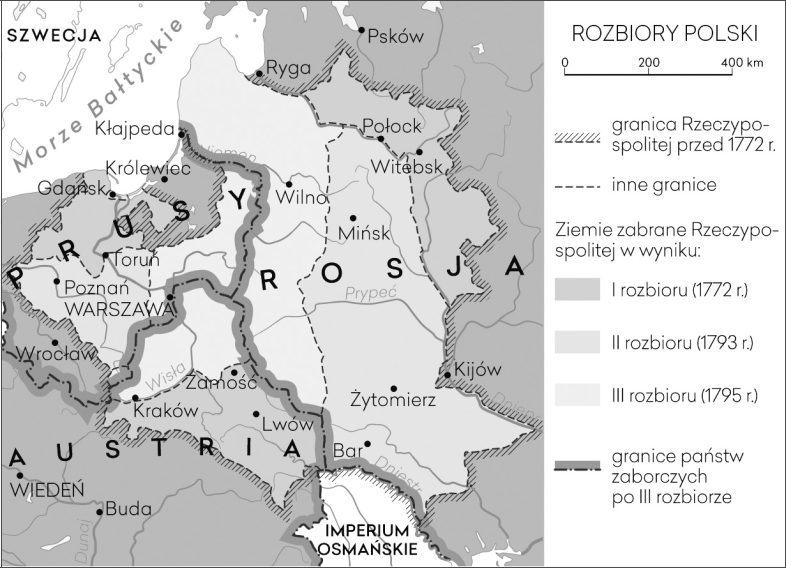 SZWECJA
Morze Bałtyckie
Psków
Ryga
Kłajpeda
Niemen
Połock
Witebsk
Królewiec
Gdańsk
Wilno
Mińsk
PRUSY
Toruń
ROSJA
Poznań
WARSZAWA
Prypeć
Wrocław
Wisła
Zamość
Kijów
Kraków
Żytomierz
Dniepr
Lwów
AUSTRIA
Bar
Dniestr
WIEDEŃ
Buda
Dunaj
IMPERIUM
OSMAŃSKIE
ROZBIORY POLSKI
0 200 400 km
granica Rzeczypo-
spolitej przed 1772 r.
inne granice
Ziemie zabrane Rzeczypo-
spolitej w wyniku:
I rozbioru (1772 r.)
II rozbioru (1793 r.)
III rozbioru (1795 r.)
granice państw
zaborczych
po III rozbiorze